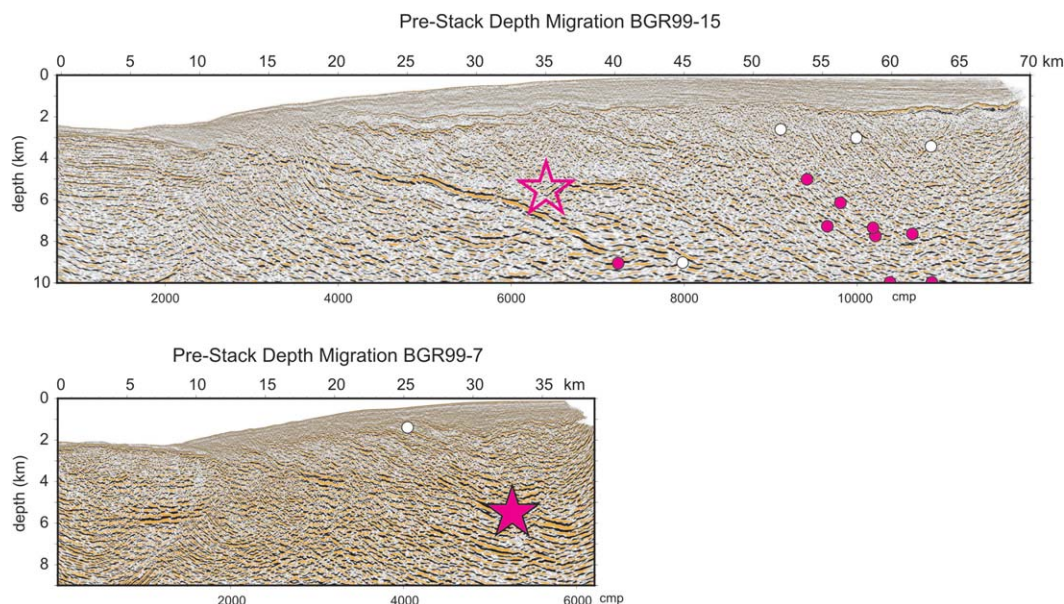 Pre-Stack Depth Migration BGR99-15
0 5 10 15 20 25 30 35 40 45 50 55 60 65 70 km
0
2
4
6
8
10
depth (km)
2000 4000 6000 8000 10000 cmp
Pre-Stack Depth Migration BGR99-7
0 5 10 15 20 25 30 35 km
0
2
4
6
8
depth (km)
2000 4000 6000 cmp